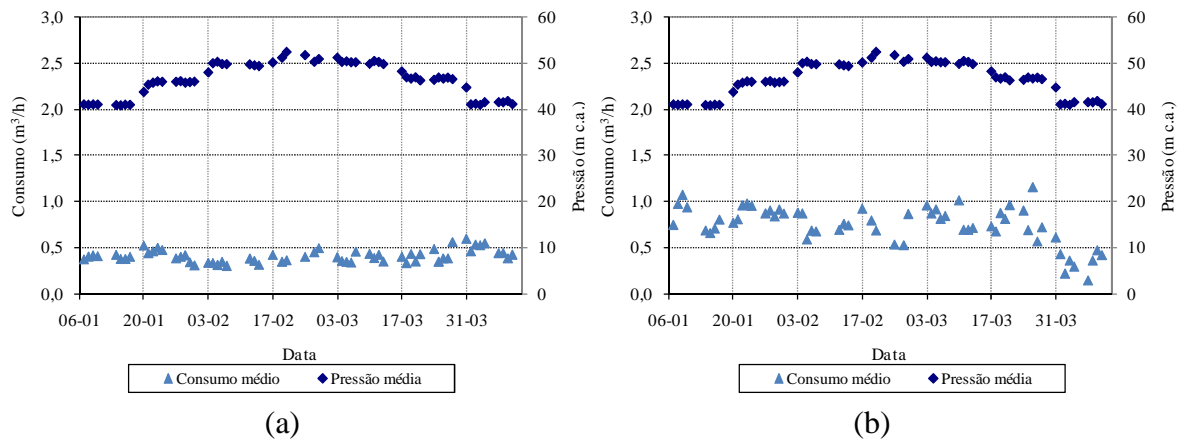 3,0
2,5
2,0
1,5
1,0
0,5
0,0
Consumo (m³/h)
60
50
40
30
20
10
0
Pressão (m c.a.)
06-01 20-01 03-02 17-02 03-03 17-03 31-03
Data
Consumo médio Pressão média
(a)
3,0
2,5
2,0
1,5
1,0
0,5
0,0
Consumo (m³/h)
60
50
40
30
20
10
0
Pressão (m c.a.)
06-01 20-01 03-02 17-02 03-03 17-03 31-03
Data
Consumo médio Pressão média
(b)